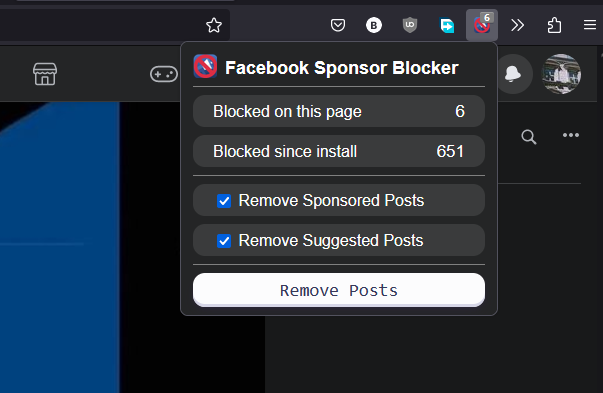 6
Facebook Sponsor Blocker
Blocked on this page 6
Blocked since install 651
Remove Sponsored Posts
Remove Suggested Posts
Remove Posts